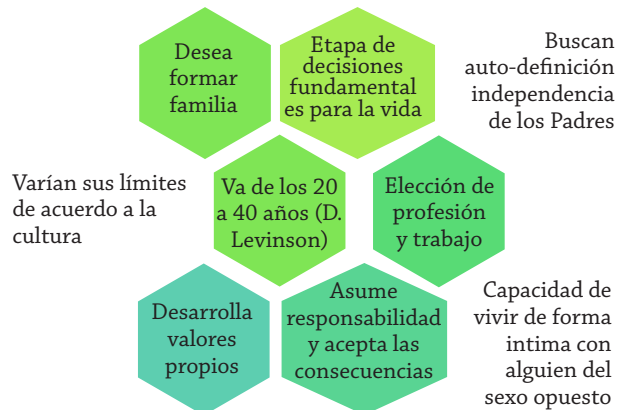 Desea
formar
familia
Etapa de
decisiones
fundamental
es para la vida
Buscan
auto-definición
independencia
de los Padres
Varían sus límites
de acuerdo a la
cultura
Va de los 20
a 40 años (D.
Levinson)
Elección de
profesión
y trabajo
Desarrolla
valores
propios
Asume
responsabilidad
y acepta las
consecuencias
Capacidad de
vivir de forma
intima con
alguien del
sexo opuesto